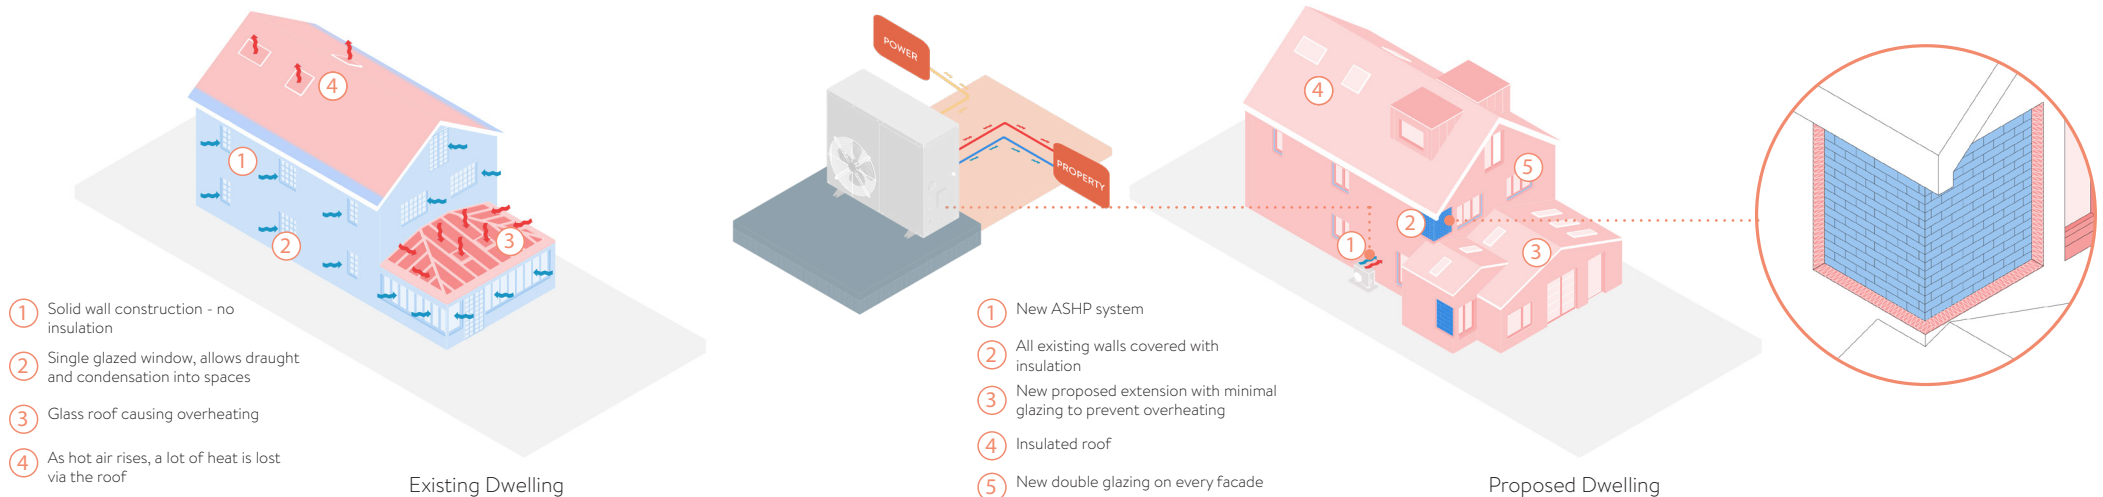 1
Solid wall construction - no
insulation
2
Single glazed window, allows draught
and condensation into spaces
3
Glass roof causing overheating
4
As hot air rises, a lot of heat is lost
via the roof
4
1
2
3
Existing Dwelling
POWER
PROPERTY
1
New ASHP system
2
All existing walls covered with
insulation
3
New proposed extension with minimal
glazing to prevent overheating
4
Insulated roof
5
New double glazing on every facade
4
5
2
1
3
Proposed Dwelling